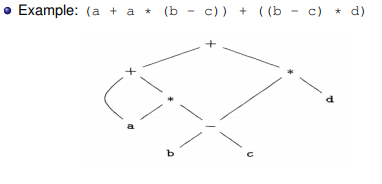 Example: (a + a * (b - c)) + ((b - c) * d)
+
+ *
* d
a -
b c